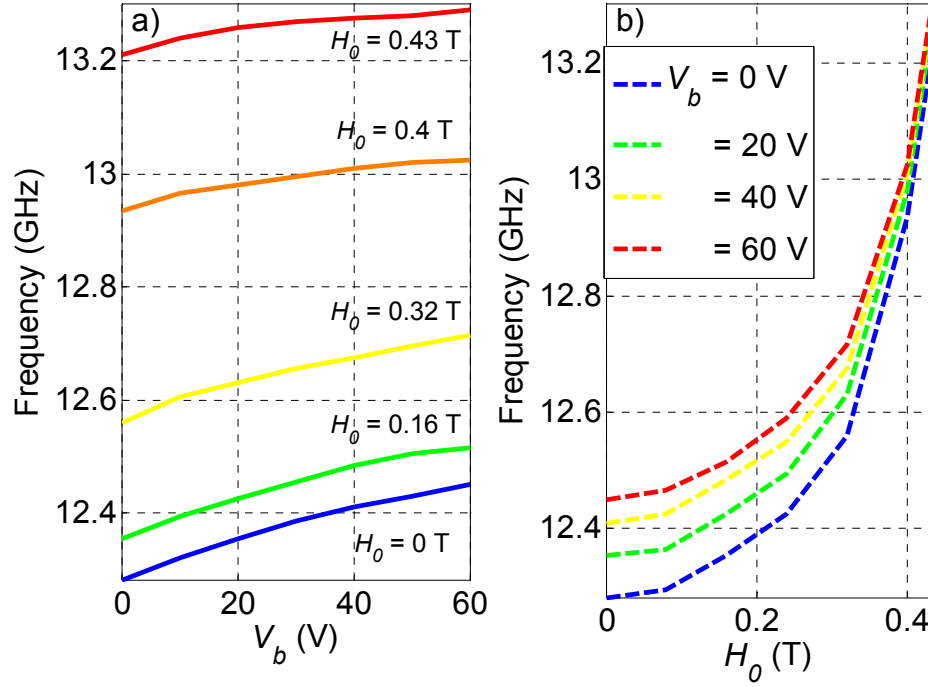 a)
Frequency (GHz)
13.2
13
12.8
12.6
12.4
H0 = 0.43 T
H0 = 0.4 T
H0 = 0.32 T
H0 = 0.16 T
H0 = 0 T
0 20 40 60
Vb (V)
b)
Frequency (GHz)
13.2
13
12.8
12.6
12.4
Vb = 0 V
= 20 V
= 40 V
= 60 V
0 0.2 0.4
H0 (T)